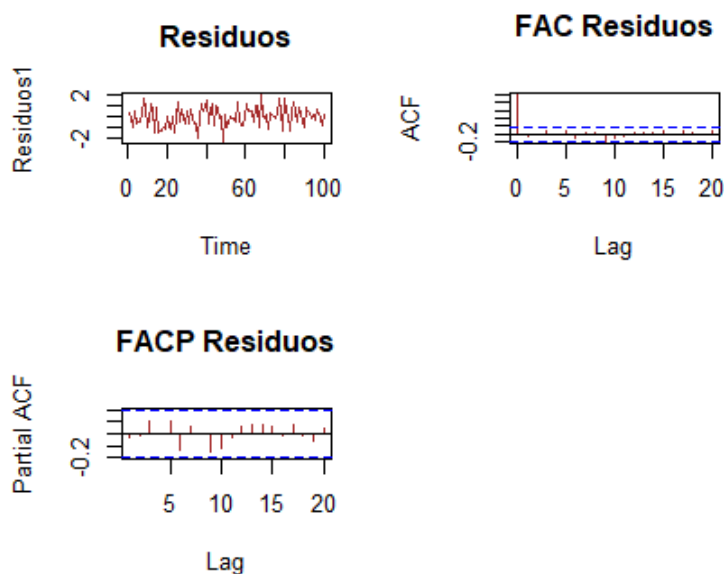 Residuos
Residuos1
2
-2
0 20 60 100
Time
FAC Residuos
ACF
-0.2
0 5 10 15 20
Lag
FACP Residuos
Partial ACF
-0.2
5 10 15 20
Lag